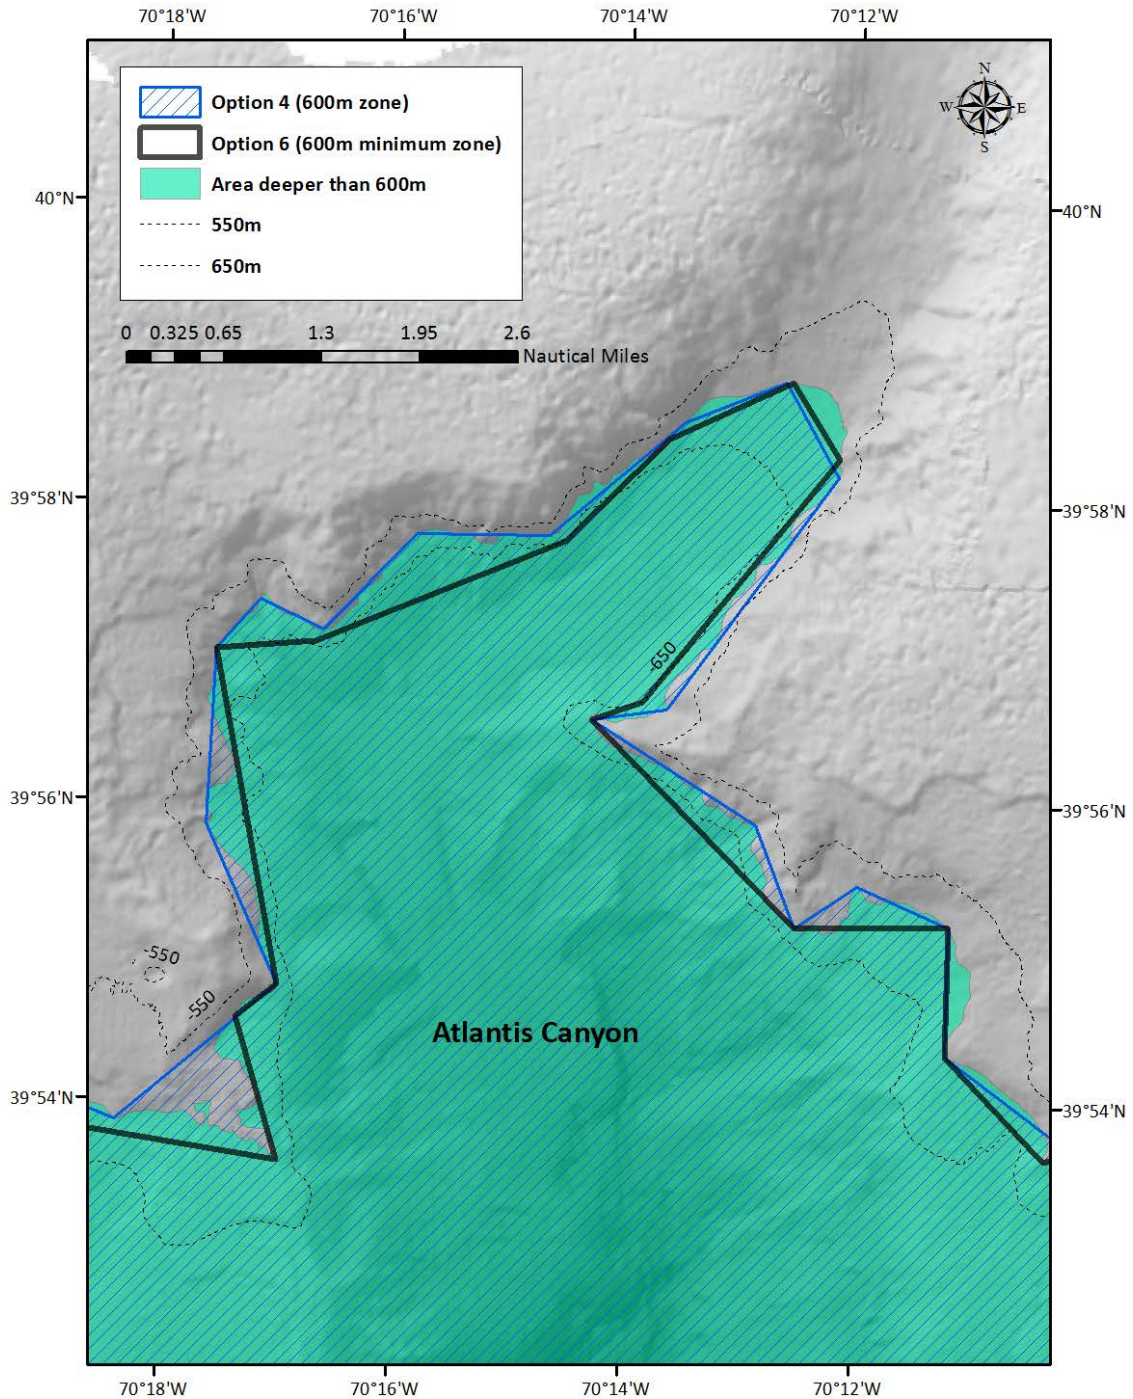 70°18'W 70°16'W 70°14'W 70°12'W
N
W E
S
Option 4 (600m zone)
Option 6 (600m minimum zone)
Area deeper than 600m
550m
650m
40°N 40°N
0 0.325 0.65 1.3 1.95 2.6
Nautical Miles
39°58'N 39°58'N
-650
39°56'N 39°56'N
-550
-550
Atlantis Canyon
39°54'N 39°54'N
70°18'W 70°16'W 70°14'W 70°12'W